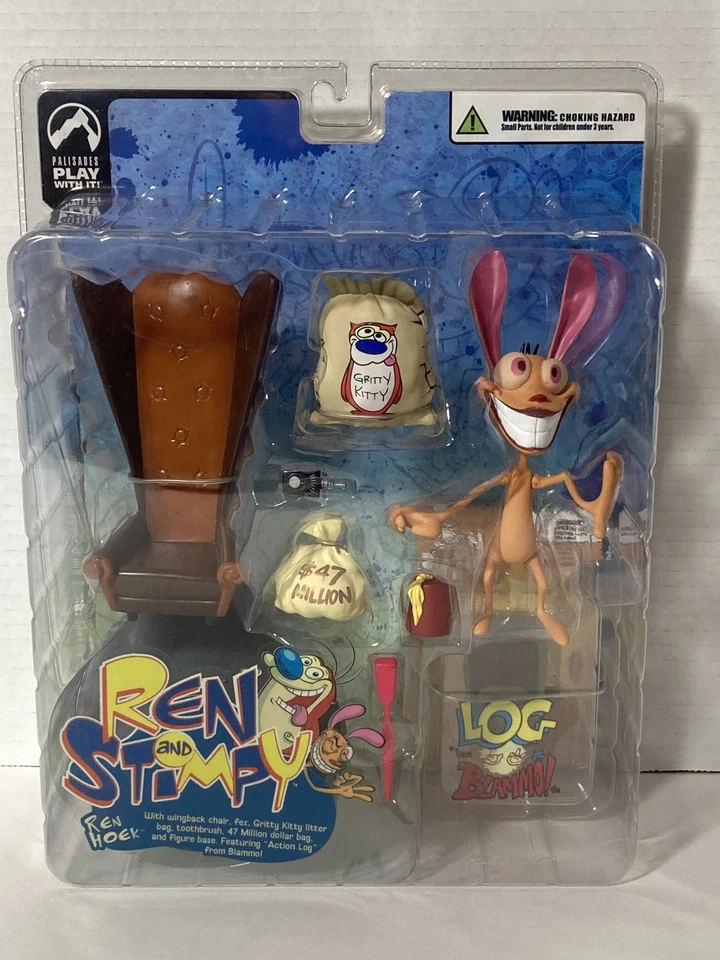 PALISADES
PLAY
WITH IT!
WARNING: CHOKING HAZARD
Small Parts. Not for children under 3 years.
GRITTY
KITTY
$47
MILLION
REN
AND
STIMPY
REN
HOEK
With wingback chair, fez, Gritty Kitty litter
bag, toothbrush, 47 Million dollar bag,
and figure base. Featuring "Action Log"
from Blammo!
LOG
BLAMMO!